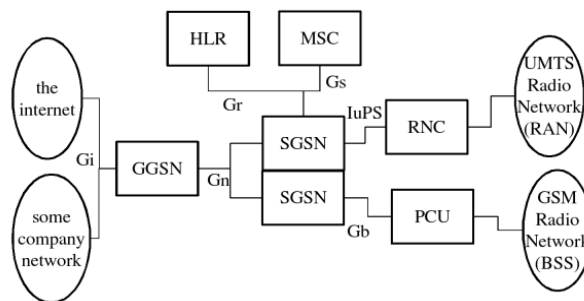 HLR
MSC
UMTS
Radio
Network
(RAN)
the
internet
Gr
Gs
IuPS
RNC
SGSN
Gi
GGSN
Gn
SGSN
Gb
PCU
some
company
network
GSM
Radio
Network
(BSS)